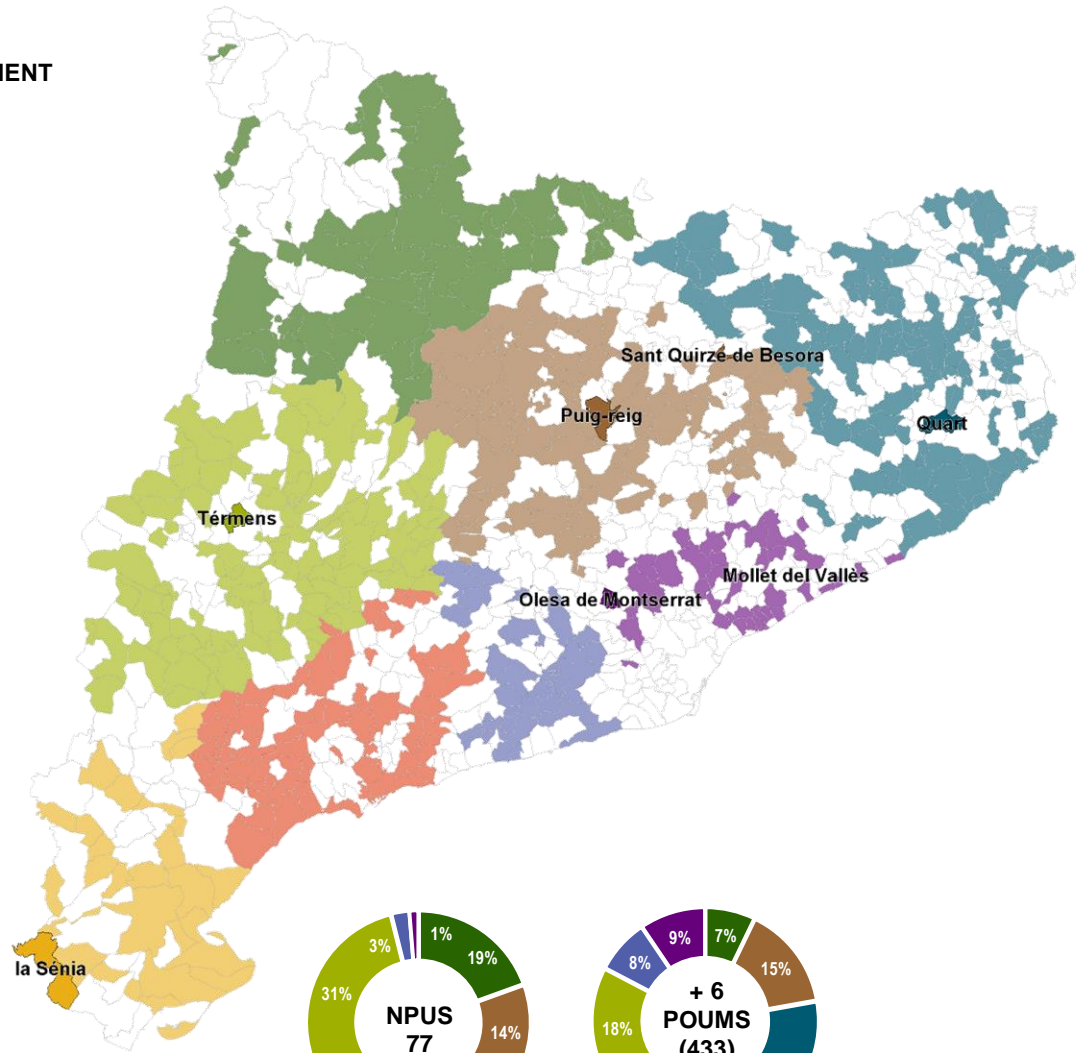 MENT
Sant Quirze de Besora
Puig-reig
Quart
Térmens
Mollet del Vallès
Olesa de Montserrat
la Sénia
3%
1%
19%
31%
14%
NPUS
77
9%
7%
8%
15%
18%
+ 6
POUMS
(433)